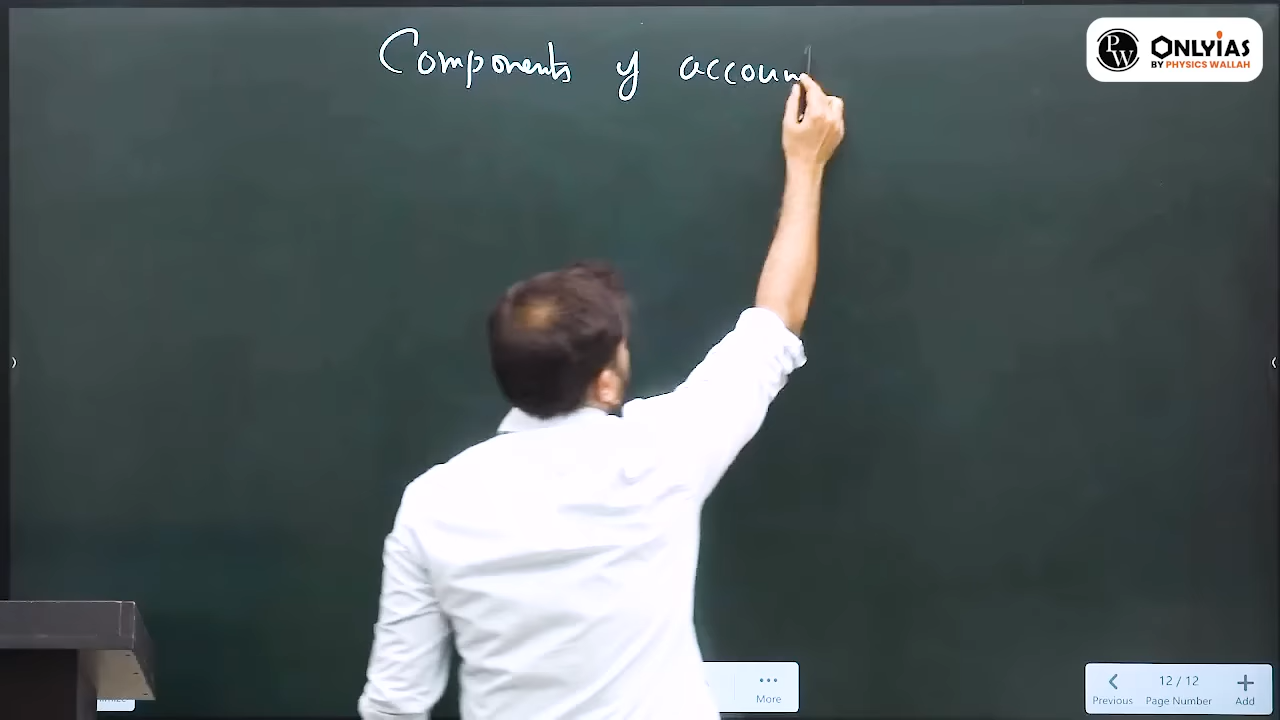 Components of accoun
PW ONLYIAS
BY PHYSICS WALLAH
More
12 / 12
Previous Page Number Add